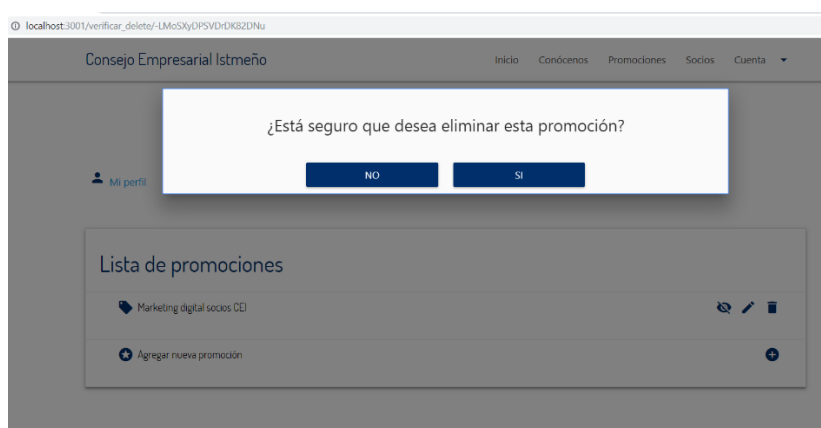 localhost:3001/verificar_delete/-LMoSXyDPSVDrDK82DNu
Consejo Empresarial Istmeño
Inicio Conócenos Promociones Socios Cuenta
¿Está seguro que desea eliminar esta promoción?
NO SI
Mi perfil
Lista de promociones
Marketing digital socios CEI
Agregar nueva promoción